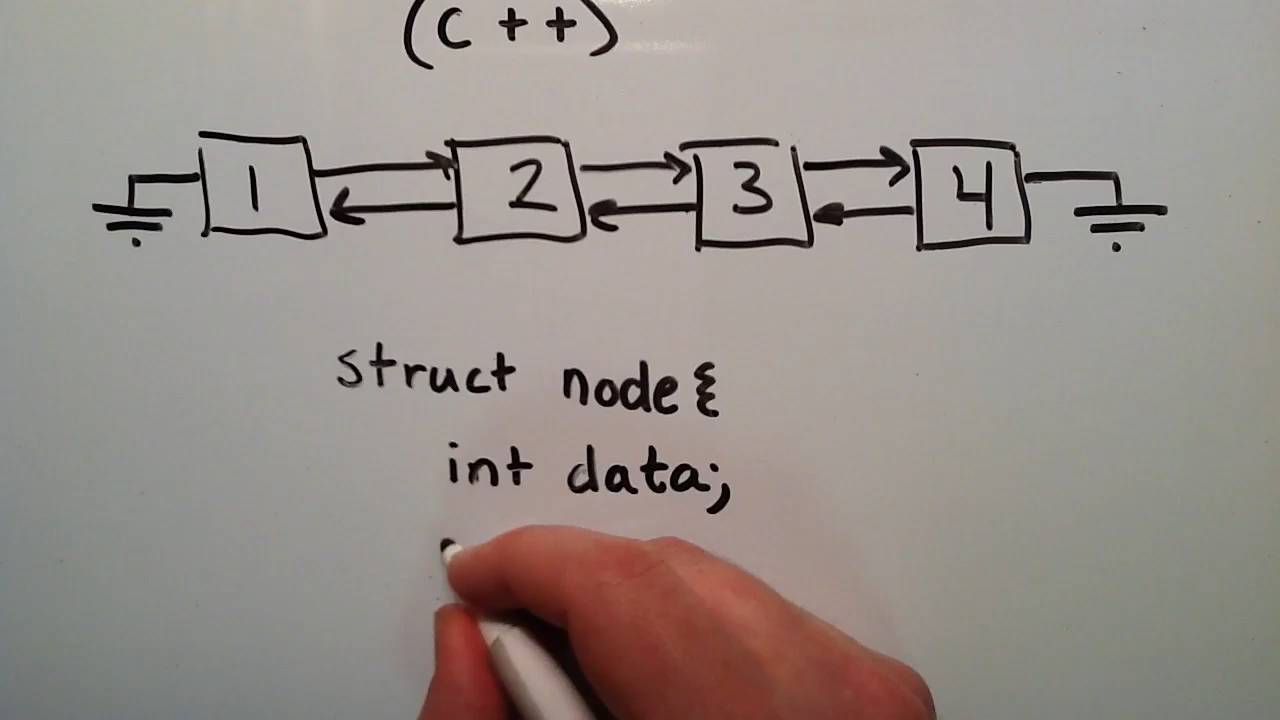 (C ++)
1 2 3 4
struct node {
int data;